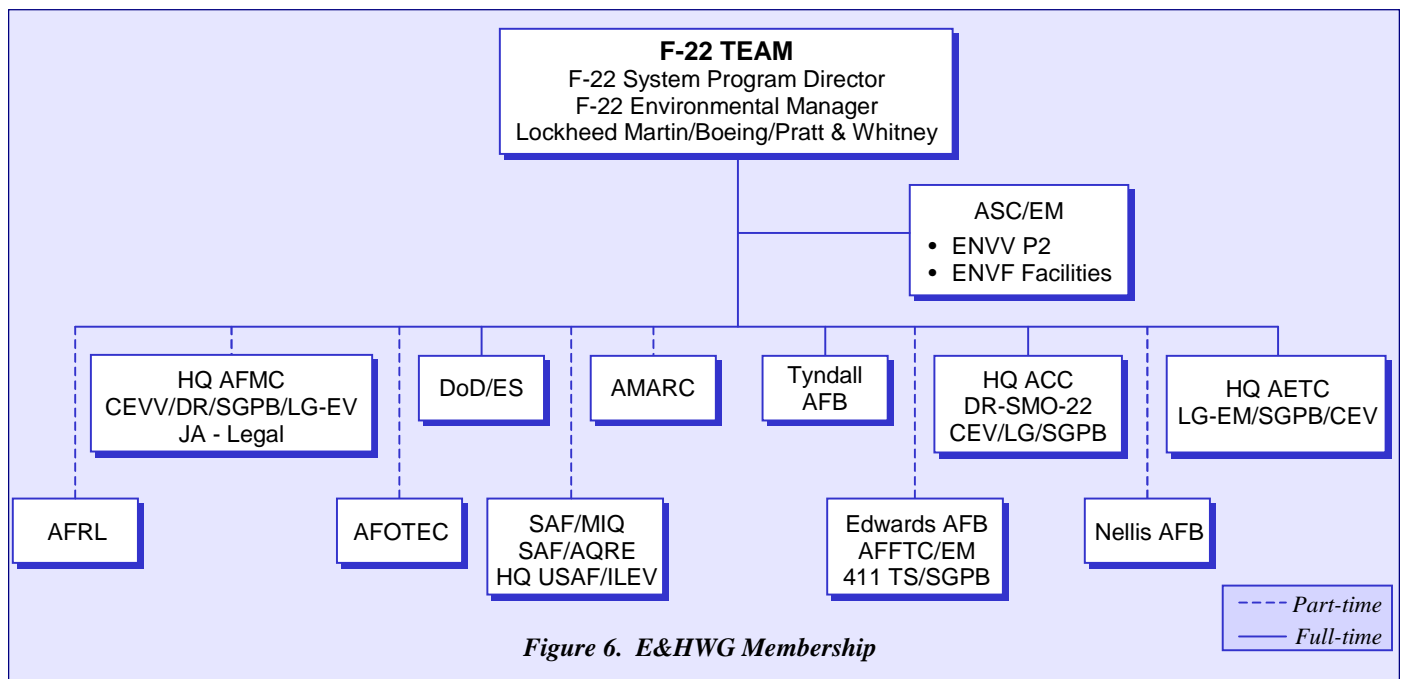 F-22 TEAM
F-22 System Program Director
F-22 Environmental Manager
Lockheed Martin/Boeing/Pratt & Whitney
ASC/EM
• ENVV P2
• ENVF Facilities
HQ AFMC
CEVV/DR/SGPB/LG-EV
JA - Legal
DoD/ES
AMARC
Tyndall
AFB
HQ ACC
DR-SMO-22
CEV/LG/SGPB
HQ AETC
LG-EM/SGPB/CEV
AFRL
AFOTEC
SAF/MIQ
SAF/AQRE
HQ USAF/ILEV
Edwards AFB
AFFTC/EM
411 TS/SGPB
Nellis AFB
Part-time
Full-time
Figure 6. E&HWG Membership